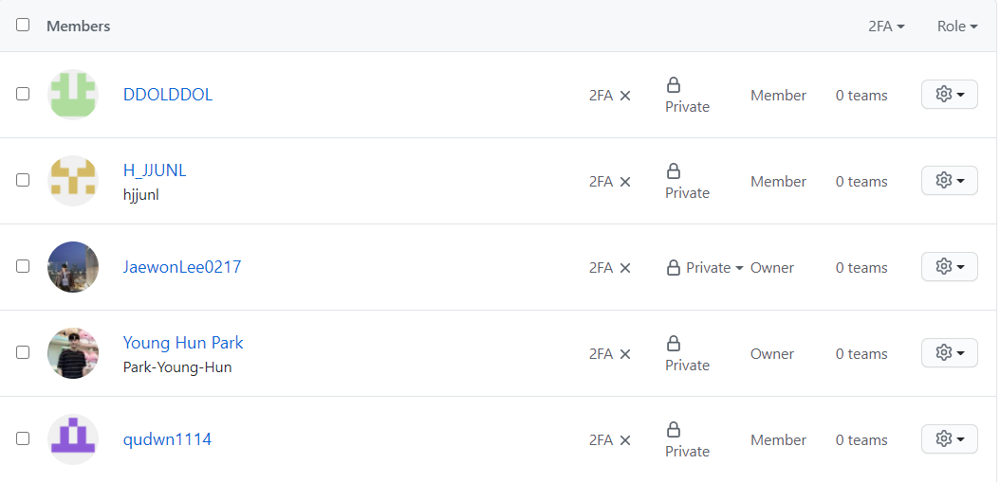 Members 2FA Role
DDOLDDOL 2FA Private Member 0 teams
H_JJUNL
hjjunl 2FA Private Member 0 teams
JaewonLee0217 2FA Private Owner 0 teams
Young Hun Park
Park-Young-Hun 2FA Private Owner 0 teams
qudwn1114 2FA Private Member 0 teams